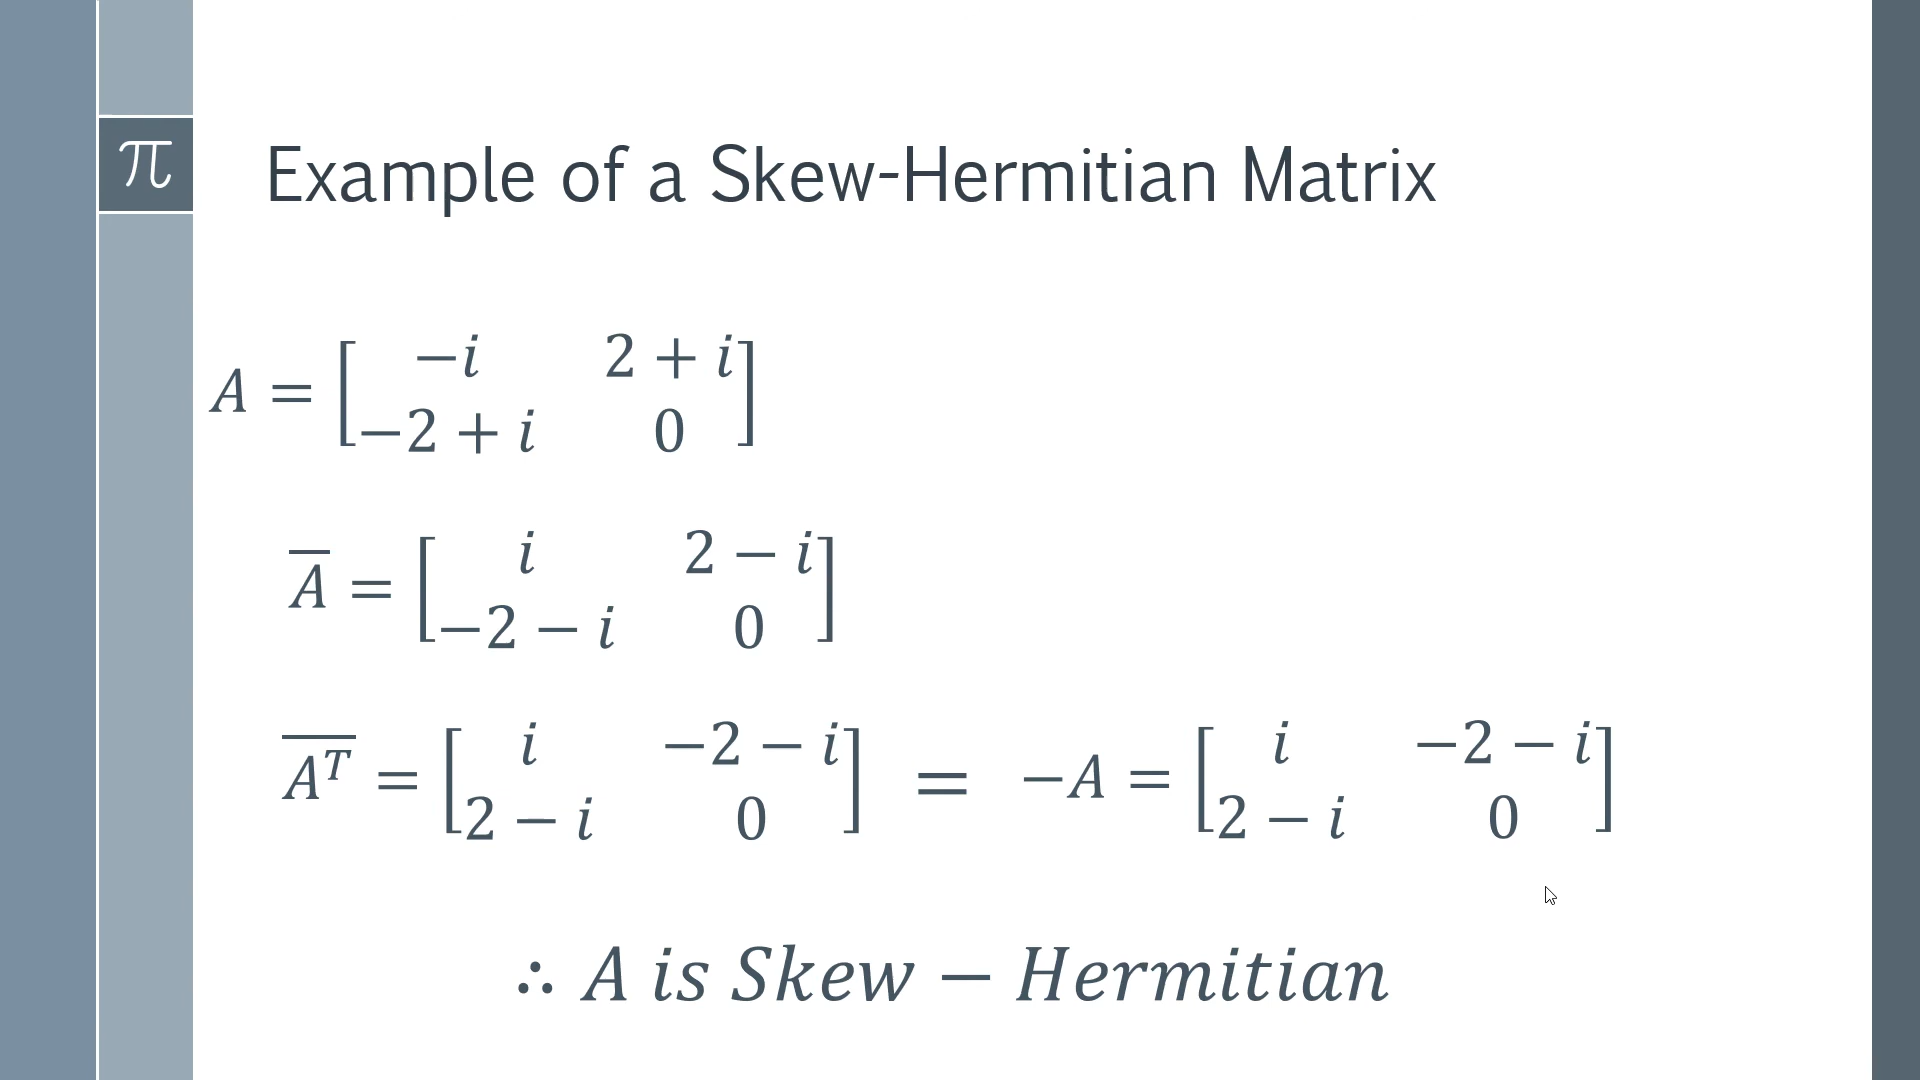 π
Example of a Skew-Hermitian Matrix
A = [ −i 2 + i
−2 + i 0 ]
A̅ = [ i 2 − i
−2 − i 0 ]
A̅ᵀ̅ = [ i −2 − i
2 − i 0 ] = −A = [ i −2 − i
2 − i 0 ]
∴ A is Skew − Hermitian